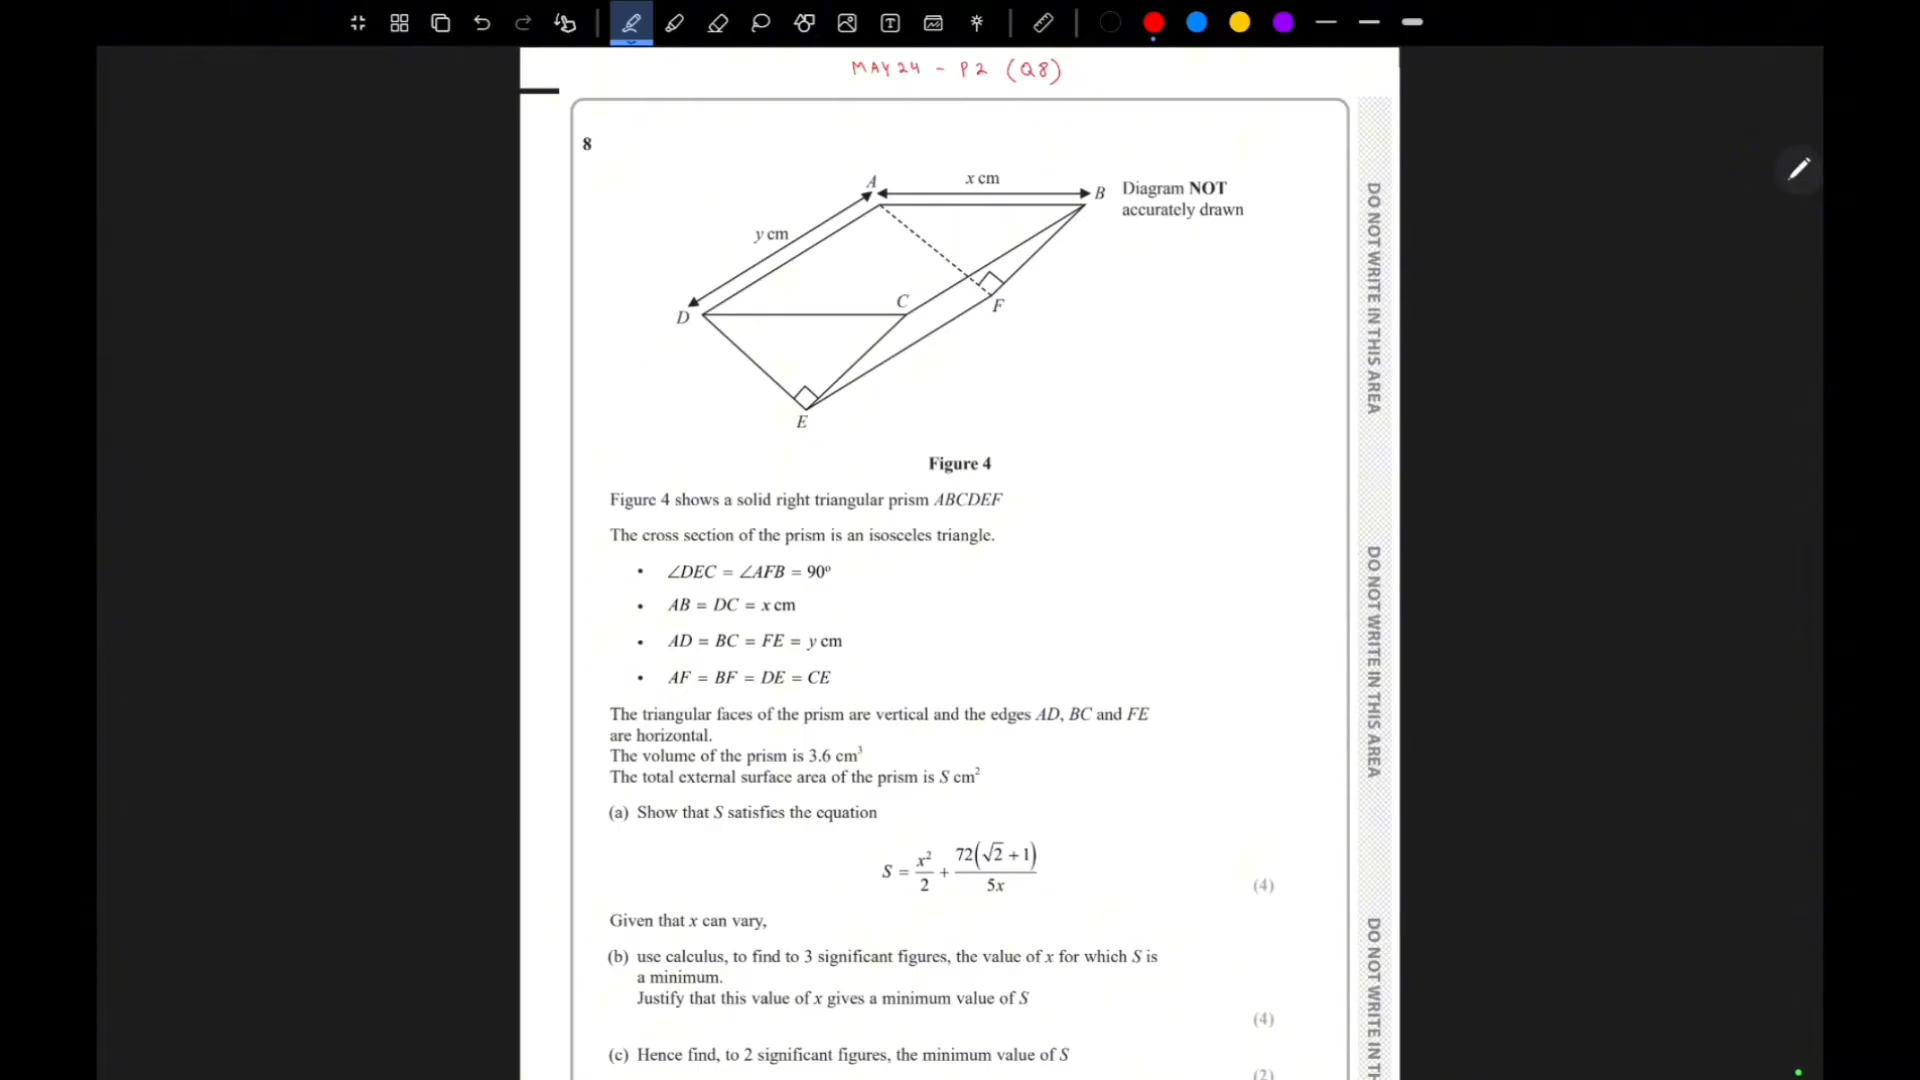 MAY 24 - P2 (Q8)
8
A
x cm
B
Diagram NOT
accurately drawn
y cm
C
D
F
E
Figure 4
Figure 4 shows a solid right triangular prism ABCDEF
The cross section of the prism is an isosceles triangle.
• ∠DEC = ∠AFB = 90°
• AB = DC = x cm
• AD = BC = FE = y cm
• AF = BF = DE = CE
The triangular faces of the prism are vertical and the edges AD, BC and FE
are horizontal.
The volume of the prism is 3.6 cm³
The total external surface area of the prism is S cm²
(a) Show that S satisfies the equation
S = x²/2 + 72(√2 + 1)/5x
(4)
Given that x can vary,
(b) use calculus, to find to 3 significant figures, the value of x for which S is
a minimum.
Justify that this value of x gives a minimum value of S
(4)
(c) Hence find, to 2 significant figures, the minimum value of S
(2)
DO NOT WRITE IN THIS AREA
DO NOT WRITE IN THIS AREA
DO NOT WRITE IN TH